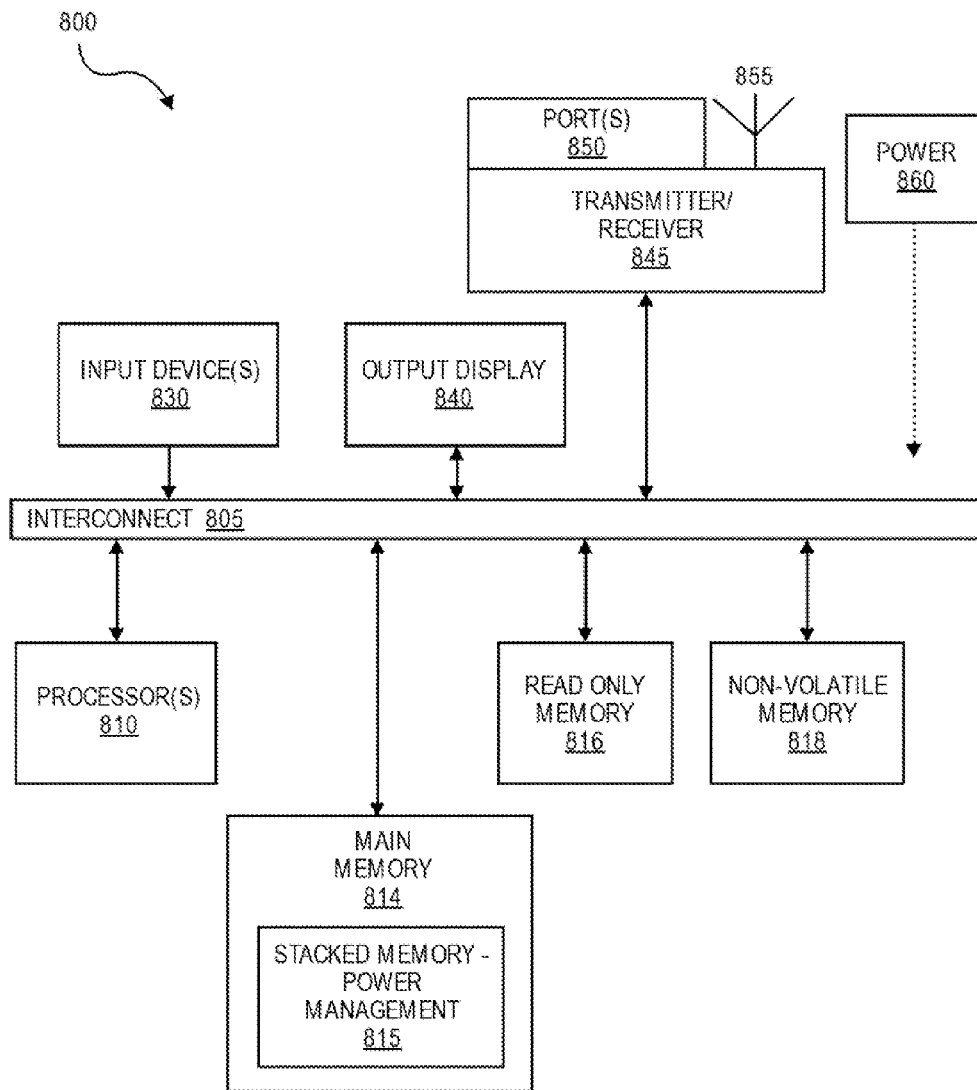 800
855
PORT(S)
850
POWER
860
TRANSMITTER/
RECEIVER
845
INPUT DEVICE(S)
830
OUTPUT DISPLAY
840
INTERCONNECT 805
PROCESSOR(S)
810
READ ONLY
MEMORY
816
NON-VOLATILE
MEMORY
818
MAIN
MEMORY
814
STACKED MEMORY -
POWER
MANAGEMENT
815